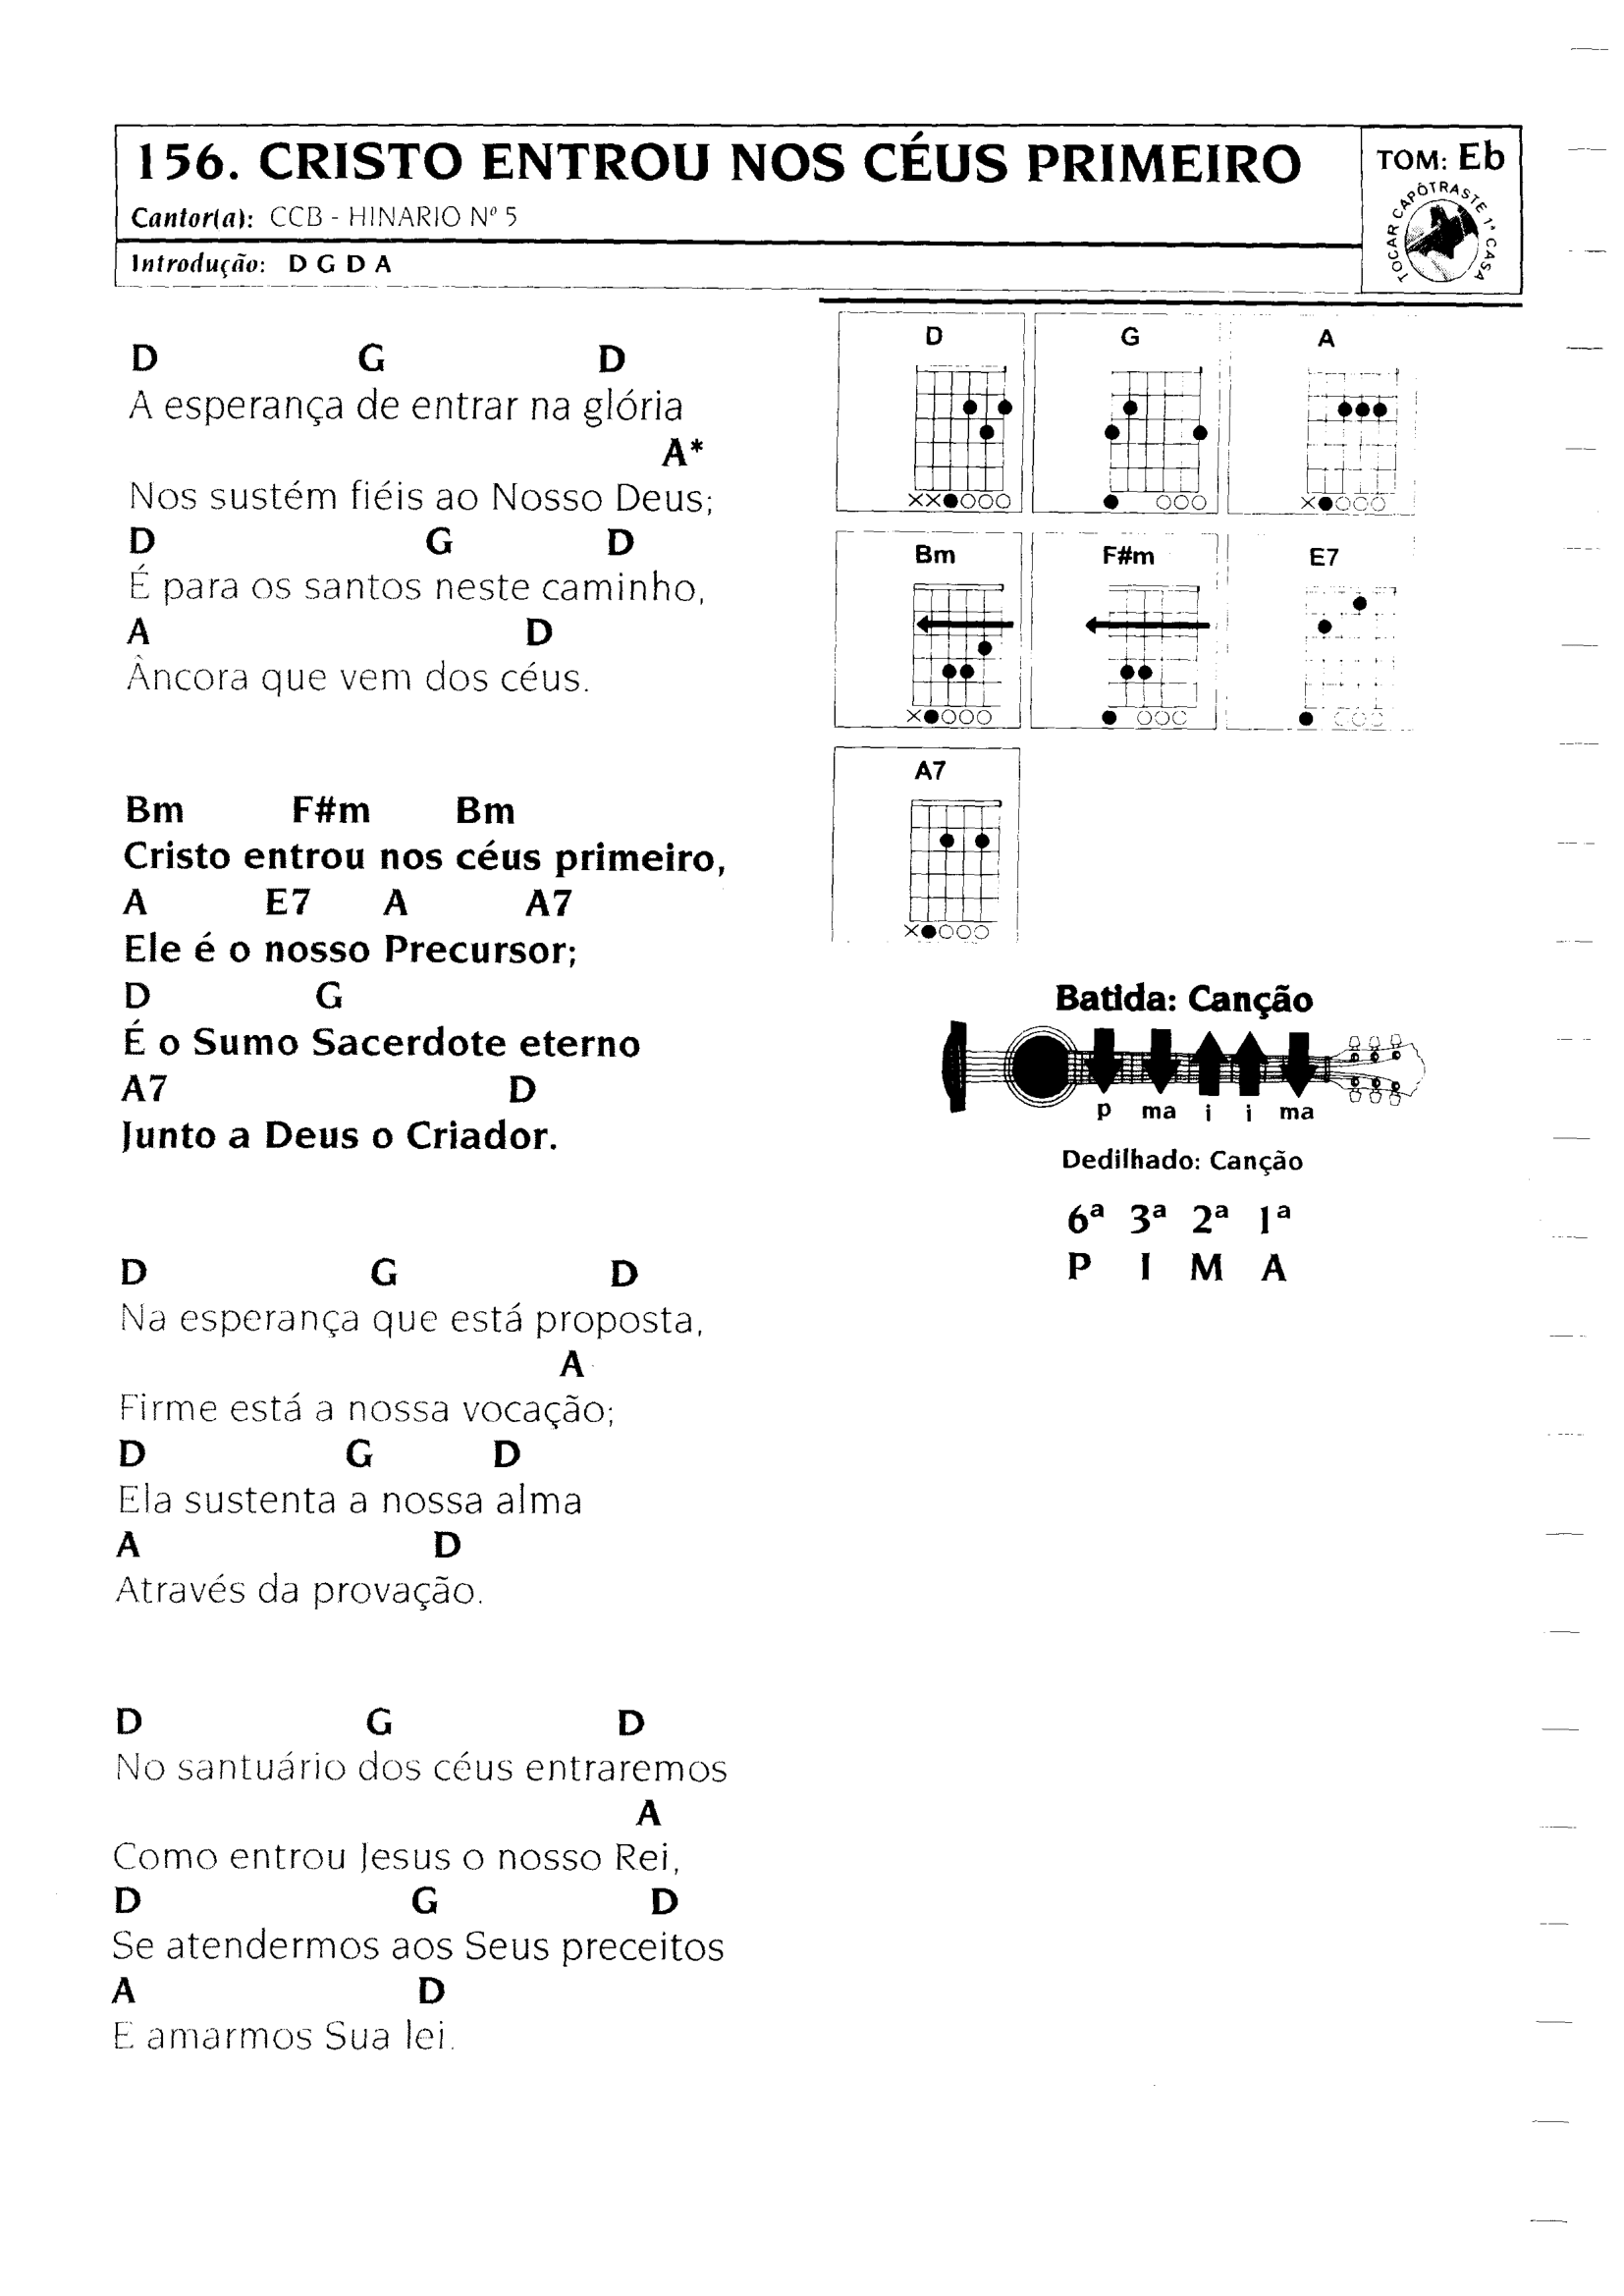 156. CRISTO ENTROU NOS CÉUS PRIMEIRO
TOM: Eb
Cantor(a): CCB - HINARIO Nº 5
TOCAR CAPÔTRASTE 1ª CASA
Introdução: D G D A
D G D
A esperança de entrar na glória
A*
Nos sustém fiéis ao Nosso Deus;
D G D
É para os santos neste caminho,
A D
Âncora que vem dos céus.
Bm F#m Bm
Cristo entrou nos céus primeiro,
A E7 A A7
Ele é o nosso Precursor;
D G
É o Sumo Sacerdote eterno
A7 D
Junto a Deus o Criador.
D G D
Na esperança que está proposta,
A
Firme está a nossa vocação;
D G D
Ela sustenta a nossa alma
A D
Através da provação.
D G D
No santuário dos céus entraremos
A
Como entrou Jesus o nosso Rei,
D G D
Se atendermos aos Seus preceitos
A D
E amarmos Sua lei.
D G A
Bm F#m E7
A7
Batida: Canção
p ma i i ma
Dedilhado: Canção
6ª 3ª 2ª 1ª
P I M A